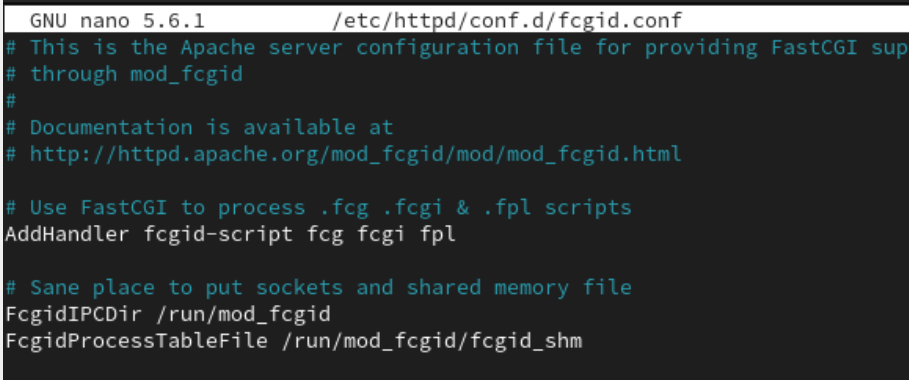 GNU nano 5.6.1 /etc/httpd/conf.d/fcgid.conf
# This is the Apache server configuration file for providing FastCGI sup
# through mod_fcgid
#
# Documentation is available at
# http://httpd.apache.org/mod_fcgid/mod/mod_fcgid.html
# Use FastCGI to process .fcg .fcgi & .fpl scripts
AddHandler fcgid-script fcg fcgi fpl
# Sane place to put sockets and shared memory file
FcgidIPCDir /run/mod_fcgid
FcgidProcessTableFile /run/mod_fcgid/fcgid_shm